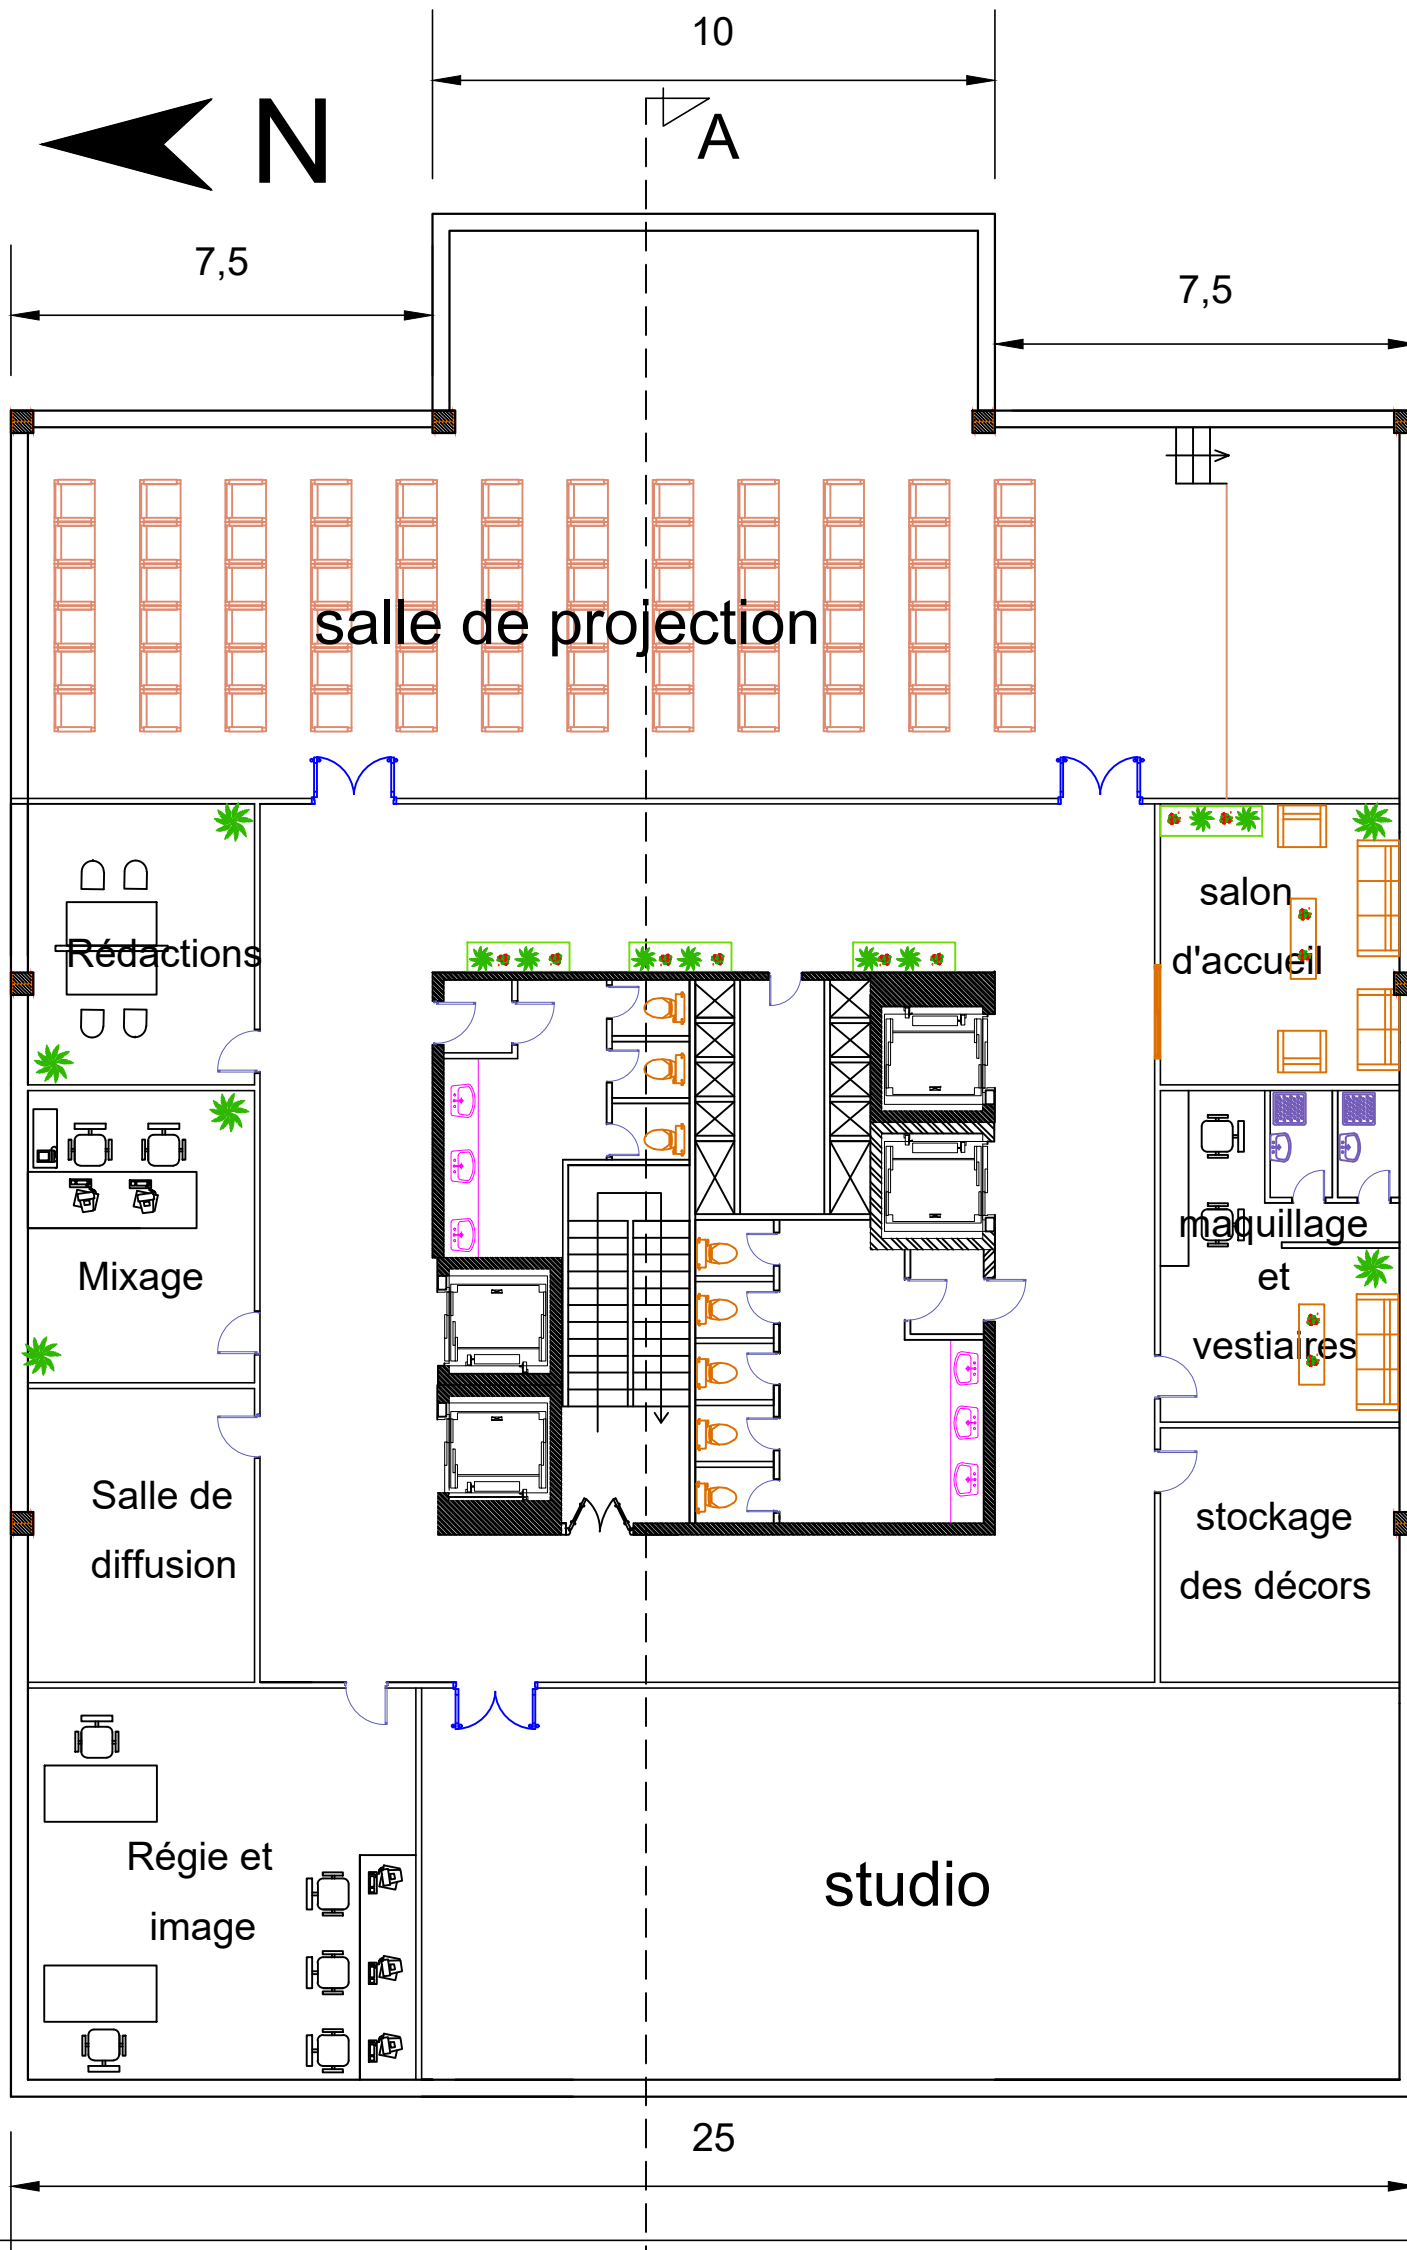 10
A
N
7,5
7,5
salle de projection
Rédactions
salon
d'accueil
Mixage
maquillage
et
vestiaires
Salle de
diffusion
stockage
des décors
Régie et
image
studio
25